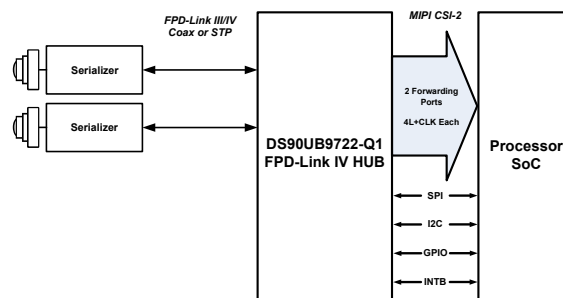 FPD-Link III/IV
Coax or STP
MIPI CSI-2
Serializer
Serializer
2 Forwarding
Ports
4L+CLK Each
DS90UB9722-Q1
FPD-Link IV HUB
Processor
SoC
SPI
I2C
GPIO
INTB